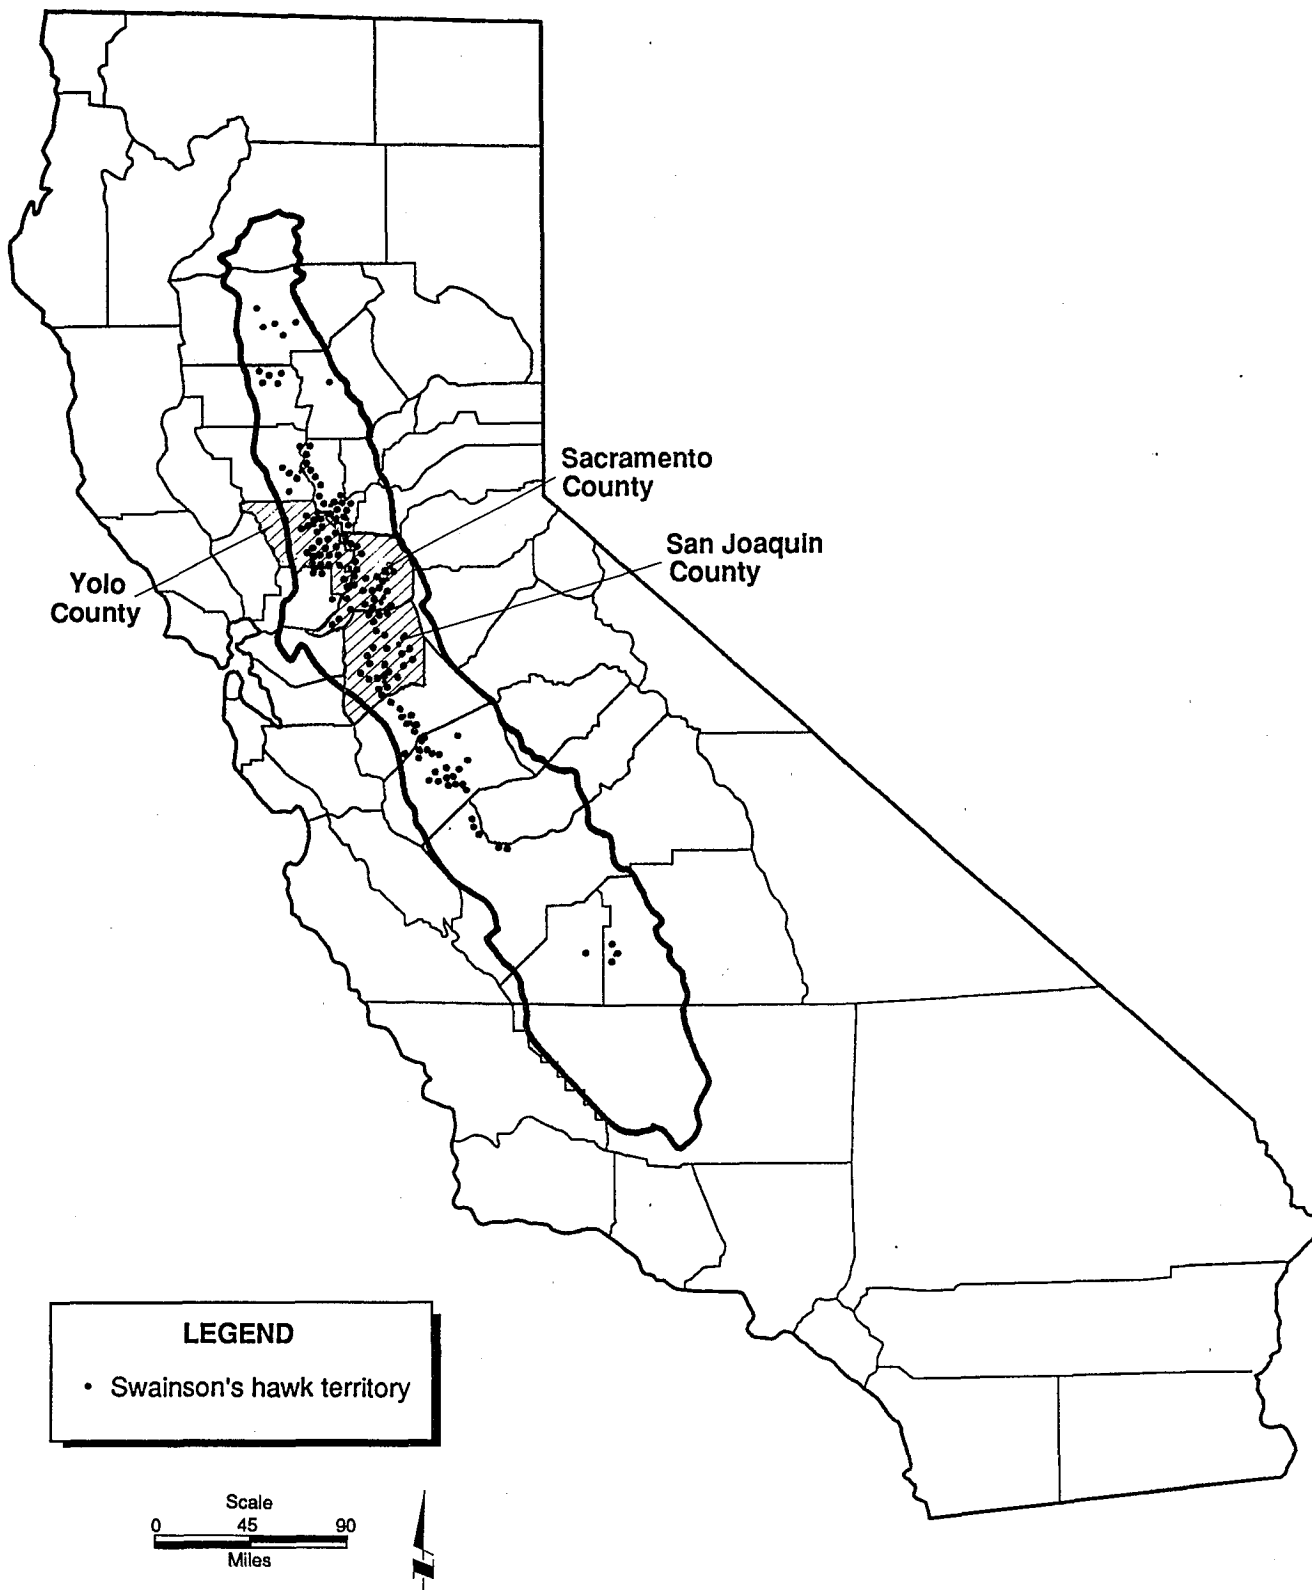 Sacramento
County
San Joaquin
County
Yolo
County
LEGEND
• Swainson's hawk territory
Scale
0 45 90
Miles